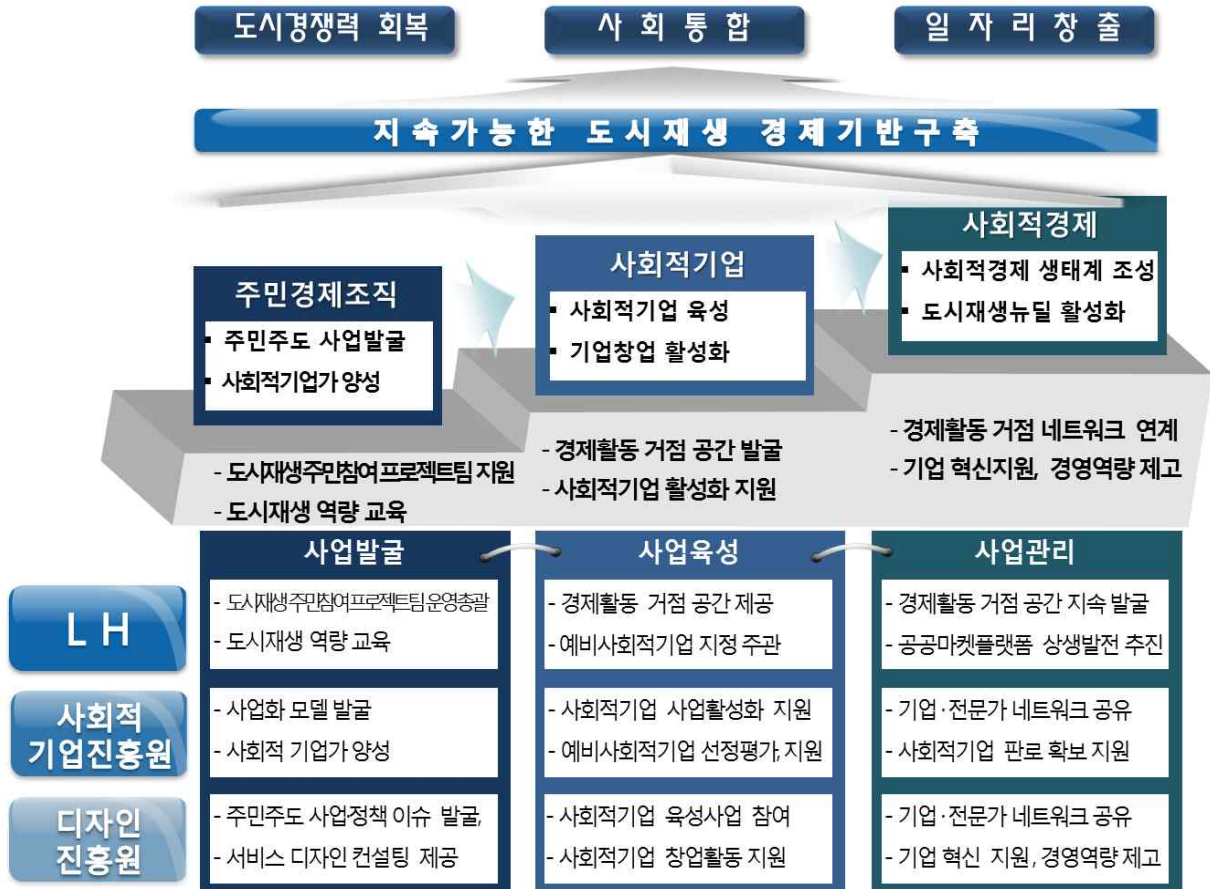 도시경쟁력 회복
사 회 통 합
일 자 리 창 출
지 속 가 능 한 도 시 재 생 경 제 기 반 구 축
주민경제조직
▪ 주민주도 사업발굴
▪ 사회적기업가 양성
사회적기업
▪ 사회적기업 육성
▪ 기업창업 활성화
사회적경제
▪ 사회적경제 생태계 조성
▪ 도시재생뉴딜 활성화
- 도시재생주민참여 프로젝트팀 지원
- 도시재생 역량 교육
- 경제활동 거점 공간 발굴
- 사회적기업 활성화 지원
- 경제활동 거점 네트워크 연계
- 기업 혁신지원, 경영역량 제고
사업발굴
사업육성
사업관리
L H
- 도시재생 주민참여 프로젝트팀 운영총괄
- 도시재생 역량 교육
- 경제활동 거점 공간 제공
- 예비사회적기업 지정 주관
- 경제활동 거점 공간 지속 발굴
- 공공마켓플랫폼 상생발전 추진
사회적
기업진흥원
- 사업화 모델 발굴
- 사회적 기업가 양성
- 사회적기업 사업활성화 지원
- 예비사회적기업 선정평가, 지원
- 기업·전문가 네트워크 공유
- 사회적기업 판로 확보 지원
디자인
진흥원
- 주민주도 사업·정책 이슈 발굴,
- 서비스 디자인 컨설팅 제공
- 사회적기업 육성사업 참여
- 사회적기업 창업활동 지원
- 기업·전문가 네트워크 공유
- 기업 혁신 지원, 경영역량 제고